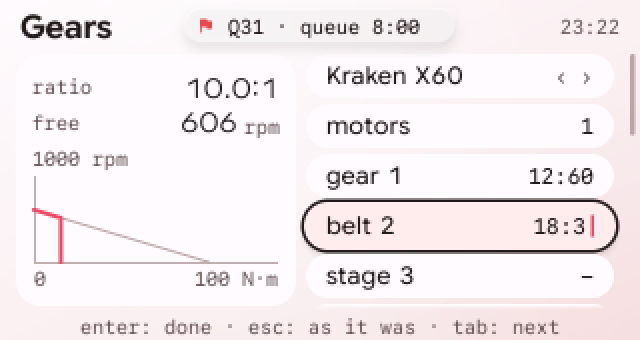 Gears
Q31 · queue 8:00
23:22
ratio 10.0:1
free 606 rpm
1000 rpm
0 100 N·m
Kraken X60 ‹ ›
motors 1
gear 1 12:60
belt 2 18:3
stage 3 –
enter: done · esc: as it was · tab: next